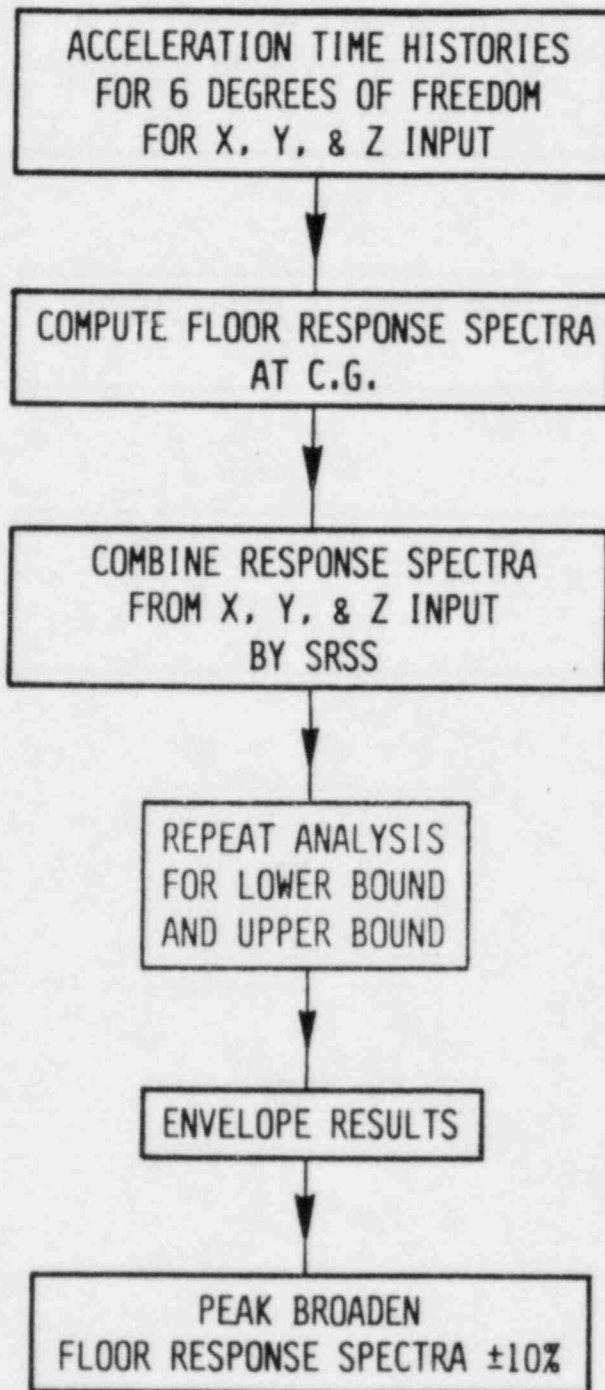 ACCELERATION TIME HISTORIES
FOR 6 DEGREES OF FREEDOM
FOR X, Y, & Z INPUT
COMPUTE FLOOR RESPONSE SPECTRA
AT C.G.
COMBINE RESPONSE SPECTRA
FROM X, Y, & Z INPUT
BY SRSS
REPEAT ANALYSIS
FOR LOWER BOUND
AND UPPER BOUND
ENVELOPE RESULTS
PEAK BROADEN
FLOOR RESPONSE SPECTRA ±10%